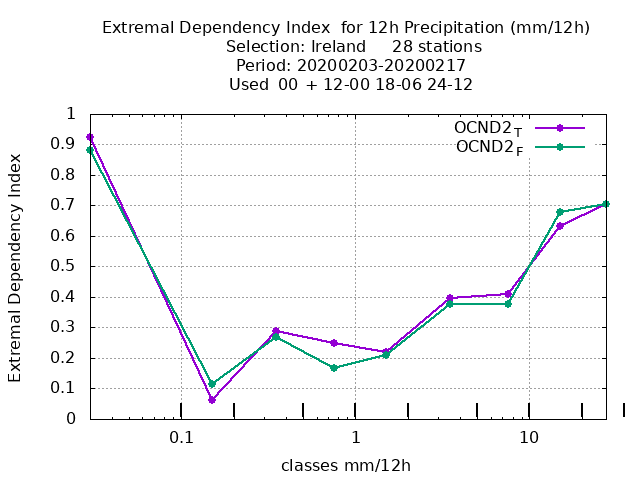 Extremal Dependency Index  for 12h Precipitation (mm/12h)
Selection: Ireland     28 stations
Period: 20200203-20200217
Used  00  + 12-00 18-06 24-12
OCND2T
OCND2F
Extremal Dependency Index
1
0.9
0.8
0.7
0.6
0.5
0.4
0.3
0.2
0.1
0
0.1
1
10
classes mm/12h